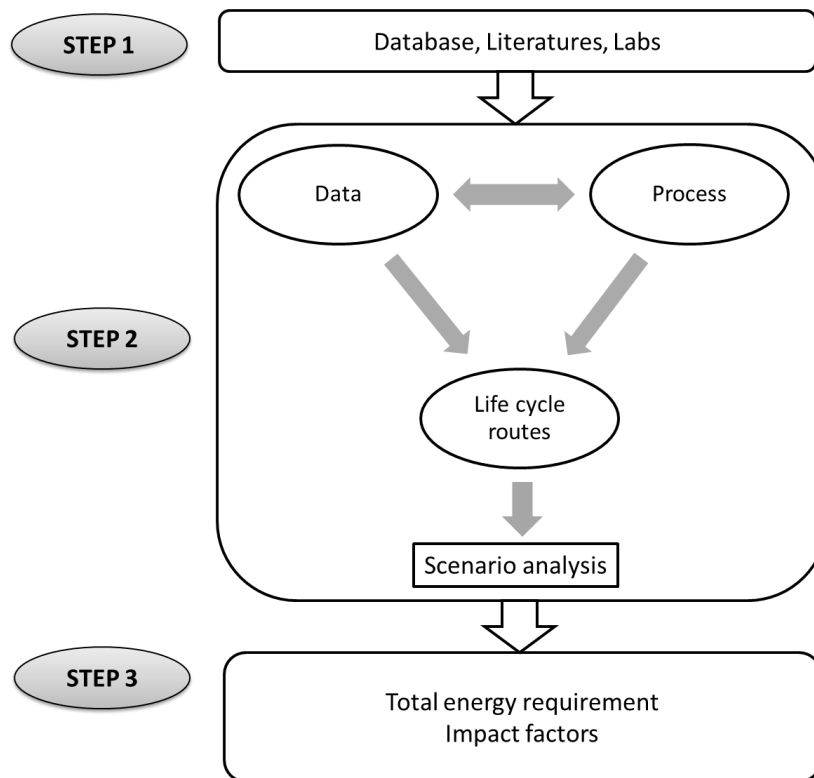 STEP 1
Database, Literatures, Labs
Data
Process
STEP 2
Life cycle
routes
Scenario analysis
STEP 3
Total energy requirement
Impact factors